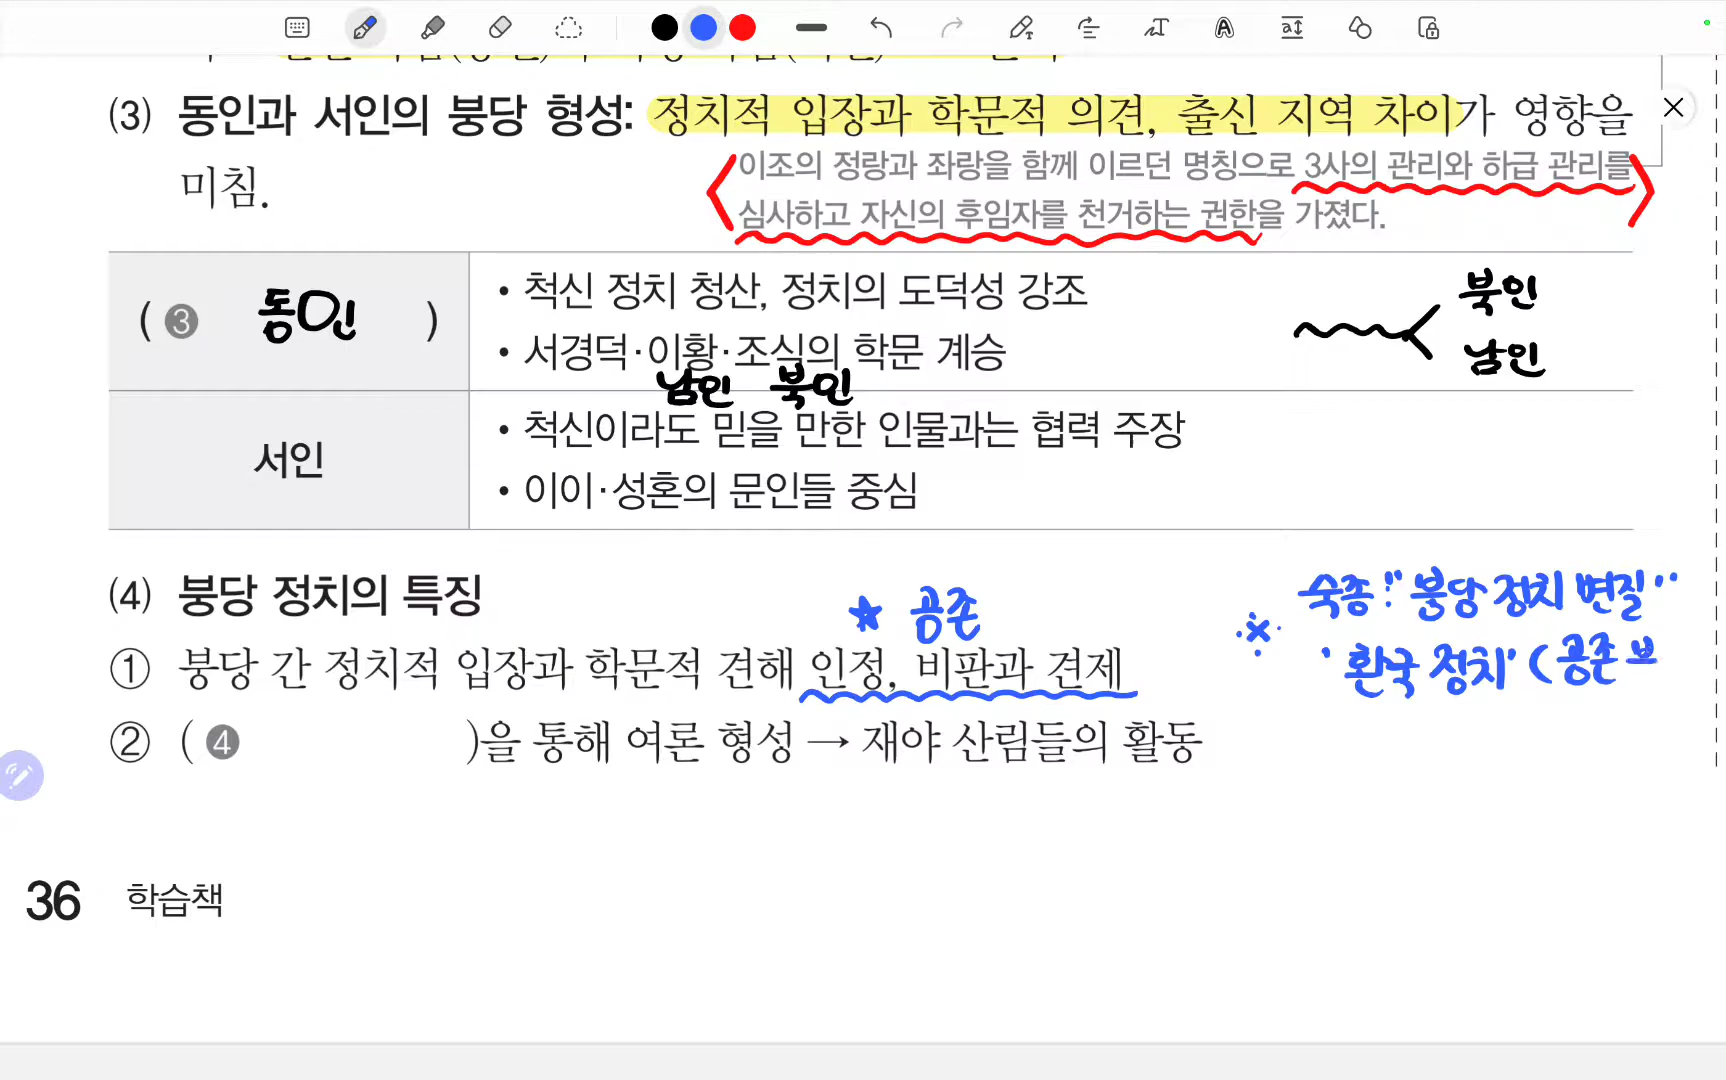 (3) 동인과 서인의 붕당 형성: 정치적 입장과 학문적 의견, 출신 지역 차이가 영향을
미침.
이조의 정랑과 좌랑을 함께 이르던 명칭으로 3사의 관리와 하급 관리를
심사하고 자신의 후임자를 천거하는 권한을 가졌다.
( ③ 동인 )
• 척신 정치 청산, 정치의 도덕성 강조
• 서경덕·이황·조식의 학문 계승
남인 북인
북인
남인
서인
• 척신이라도 믿을 만한 인물과는 협력 주장
• 이이·성혼의 문인들 중심
(4) 붕당 정치의 특징
★ 공존
① 붕당 간 정치적 입장과 학문적 견해 인정, 비판과 견제
② ( ④ )을 통해 여론 형성 → 재야 산림들의 활동
※ 숙종: "붕당 정치 변질"
'환국 정치' (공존
36 학습책